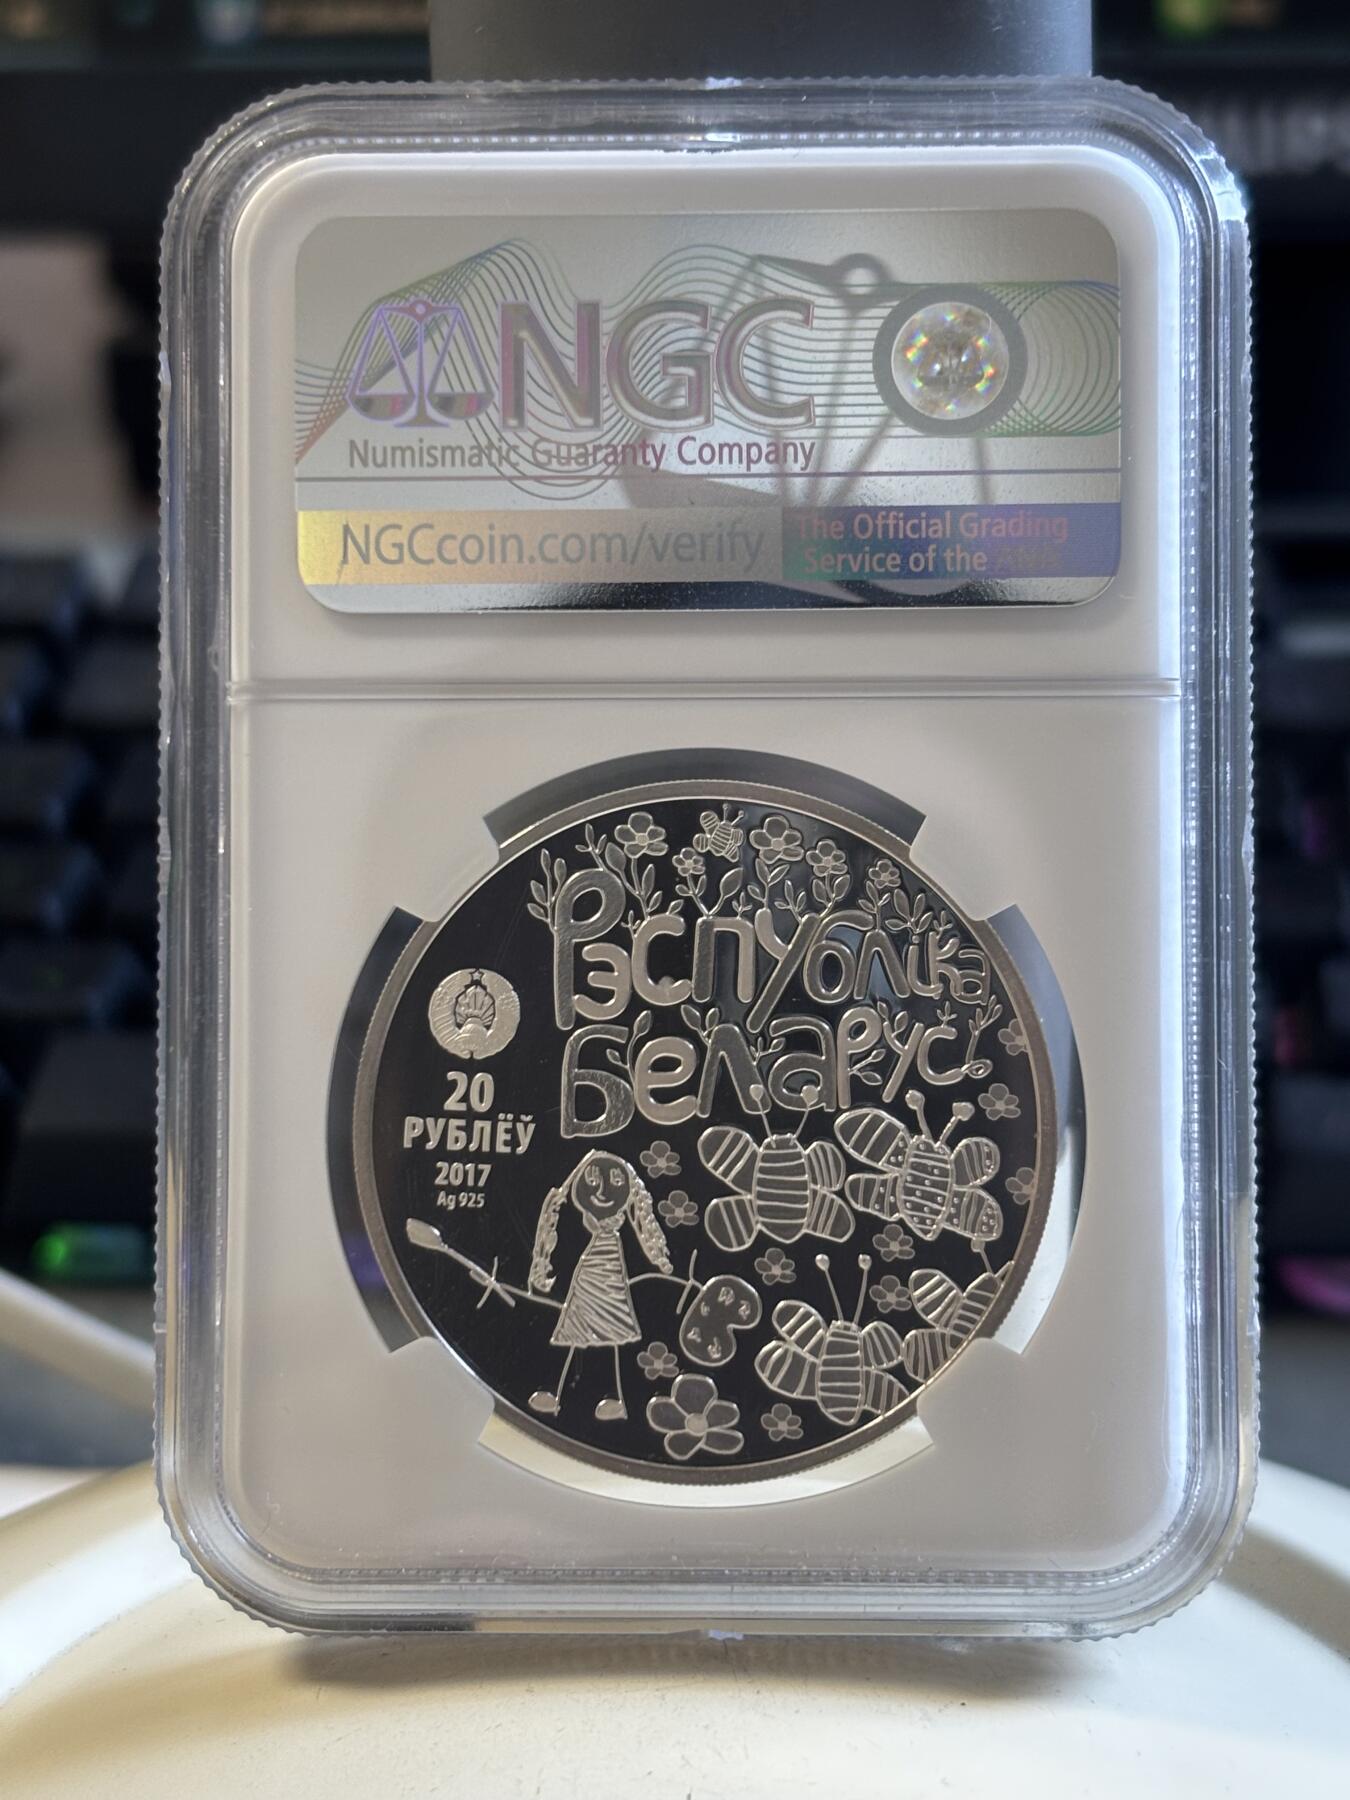 NGC
Numismatic Guaranty Company
NGCcoin.com/verify
The Official Grading
Service of the ANA
Рэспубліка
Беларусь
20
РУБЛЁЎ
2017
Ag 925